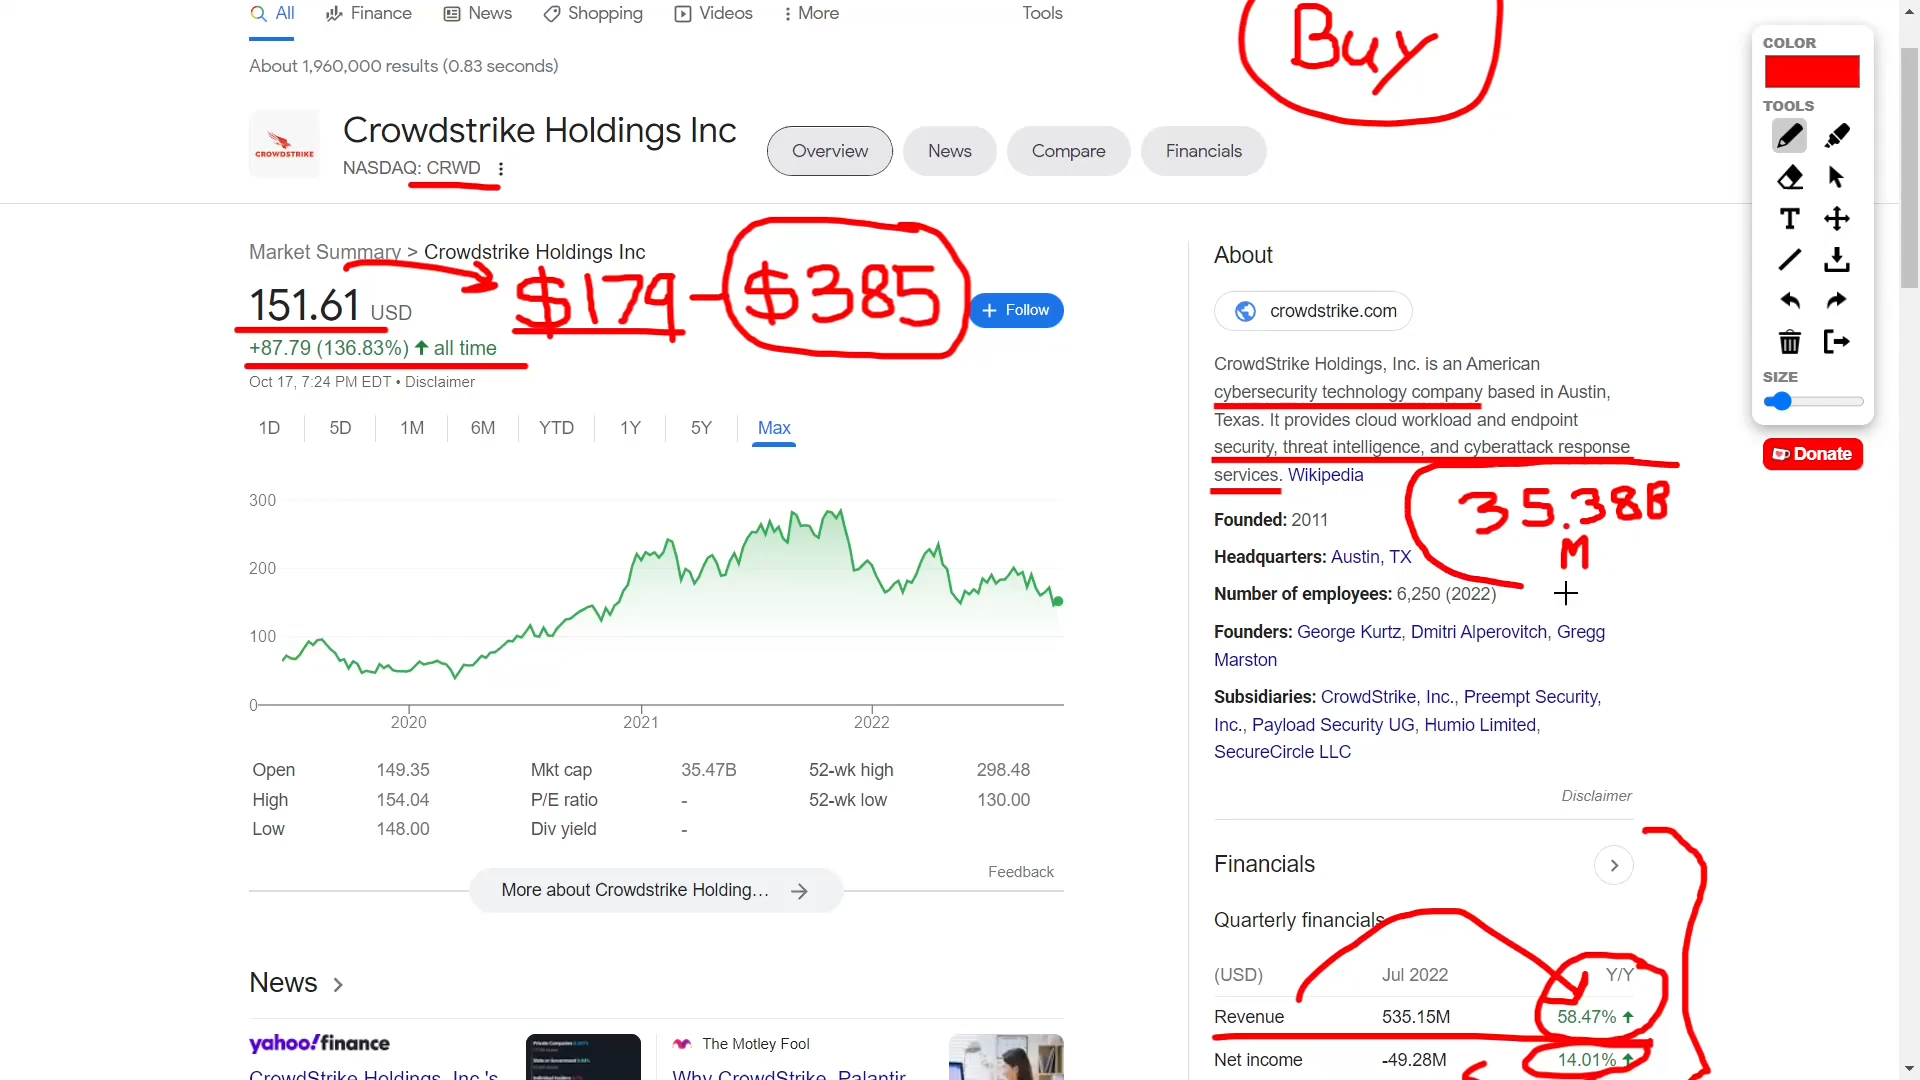 All Finance News Shopping Videos More Tools
About 1,960,000 results (0.83 seconds)
Buy
CROWDSTRIKE
Crowdstrike Holdings Inc
NASDAQ: CRWD
Overview News Compare Financials
Market Summary > Crowdstrike Holdings Inc
151.61 USD
$179 - $385
+ Follow
+87.79 (136.83%) all time
Oct 17, 7:24 PM EDT • Disclaimer
1D 5D 1M 6M YTD 1Y 5Y Max
300
200
100
0
2020 2021 2022
Open 149.35 Mkt cap 35.47B 52-wk high 298.48
High 154.04 P/E ratio - 52-wk low 130.00
Low 148.00 Div yield -
Feedback
More about Crowdstrike Holding...
News
yahoo!finance
CrowdStrike Holdings, Inc.'s
The Motley Fool
Why CrowdStrike, Palantir
About
crowdstrike.com
CrowdStrike Holdings, Inc. is an American
cybersecurity technology company based in Austin,
Texas. It provides cloud workload and endpoint
security, threat intelligence, and cyberattack response
services. Wikipedia
35.38B
M
Founded: 2011
Headquarters: Austin, TX
Number of employees: 6,250 (2022)
Founders: George Kurtz, Dmitri Alperovitch, Gregg
Marston
Subsidiaries: CrowdStrike, Inc., Preempt Security,
Inc., Payload Security UG, Humio Limited,
SecureCircle LLC
Disclaimer
Financials
Quarterly financials
(USD) Jul 2022 Y/Y
Revenue 535.15M 58.47%
Net income -49.28M 14.01%
COLOR
TOOLS
T
SIZE
Donate